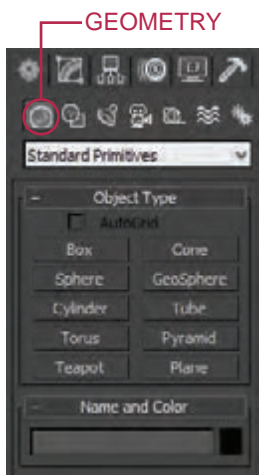 GEOMETRY
Standard Primitives
- Object Type
AutoGrid
Box Cone
Sphere GeoSphere
Cylinder Tube
Torus Pyramid
Teapot Plane
- Name and Color